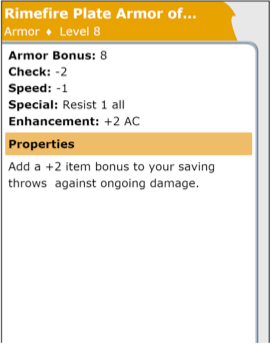 Rimefire Plate Armor of...
Armor ♦ Level 8
Armor Bonus: 8
Check: -2
Speed: -1
Special: Resist 1 all
Enhancement: +2 AC
Properties
Add a +2 item bonus to your saving
throws against ongoing damage.